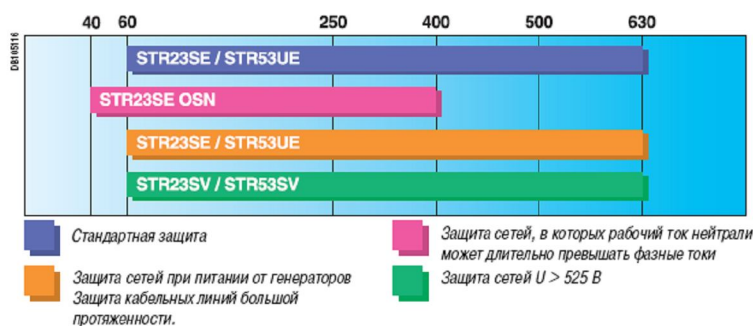 40 60 250 400 500 630
DB105116
STR23SE / STR53UE
STR23SE OSN
STR23SE / STR53UE
STR23SV / STR53SV
Стандартная защита
Защита сетей при питании от генераторов
Защита кабельных линий большой
протяженности.
Защита сетей, в которых рабочий ток нейтрали
может длительно превышать фазные токи
Защита сетей U > 525 В